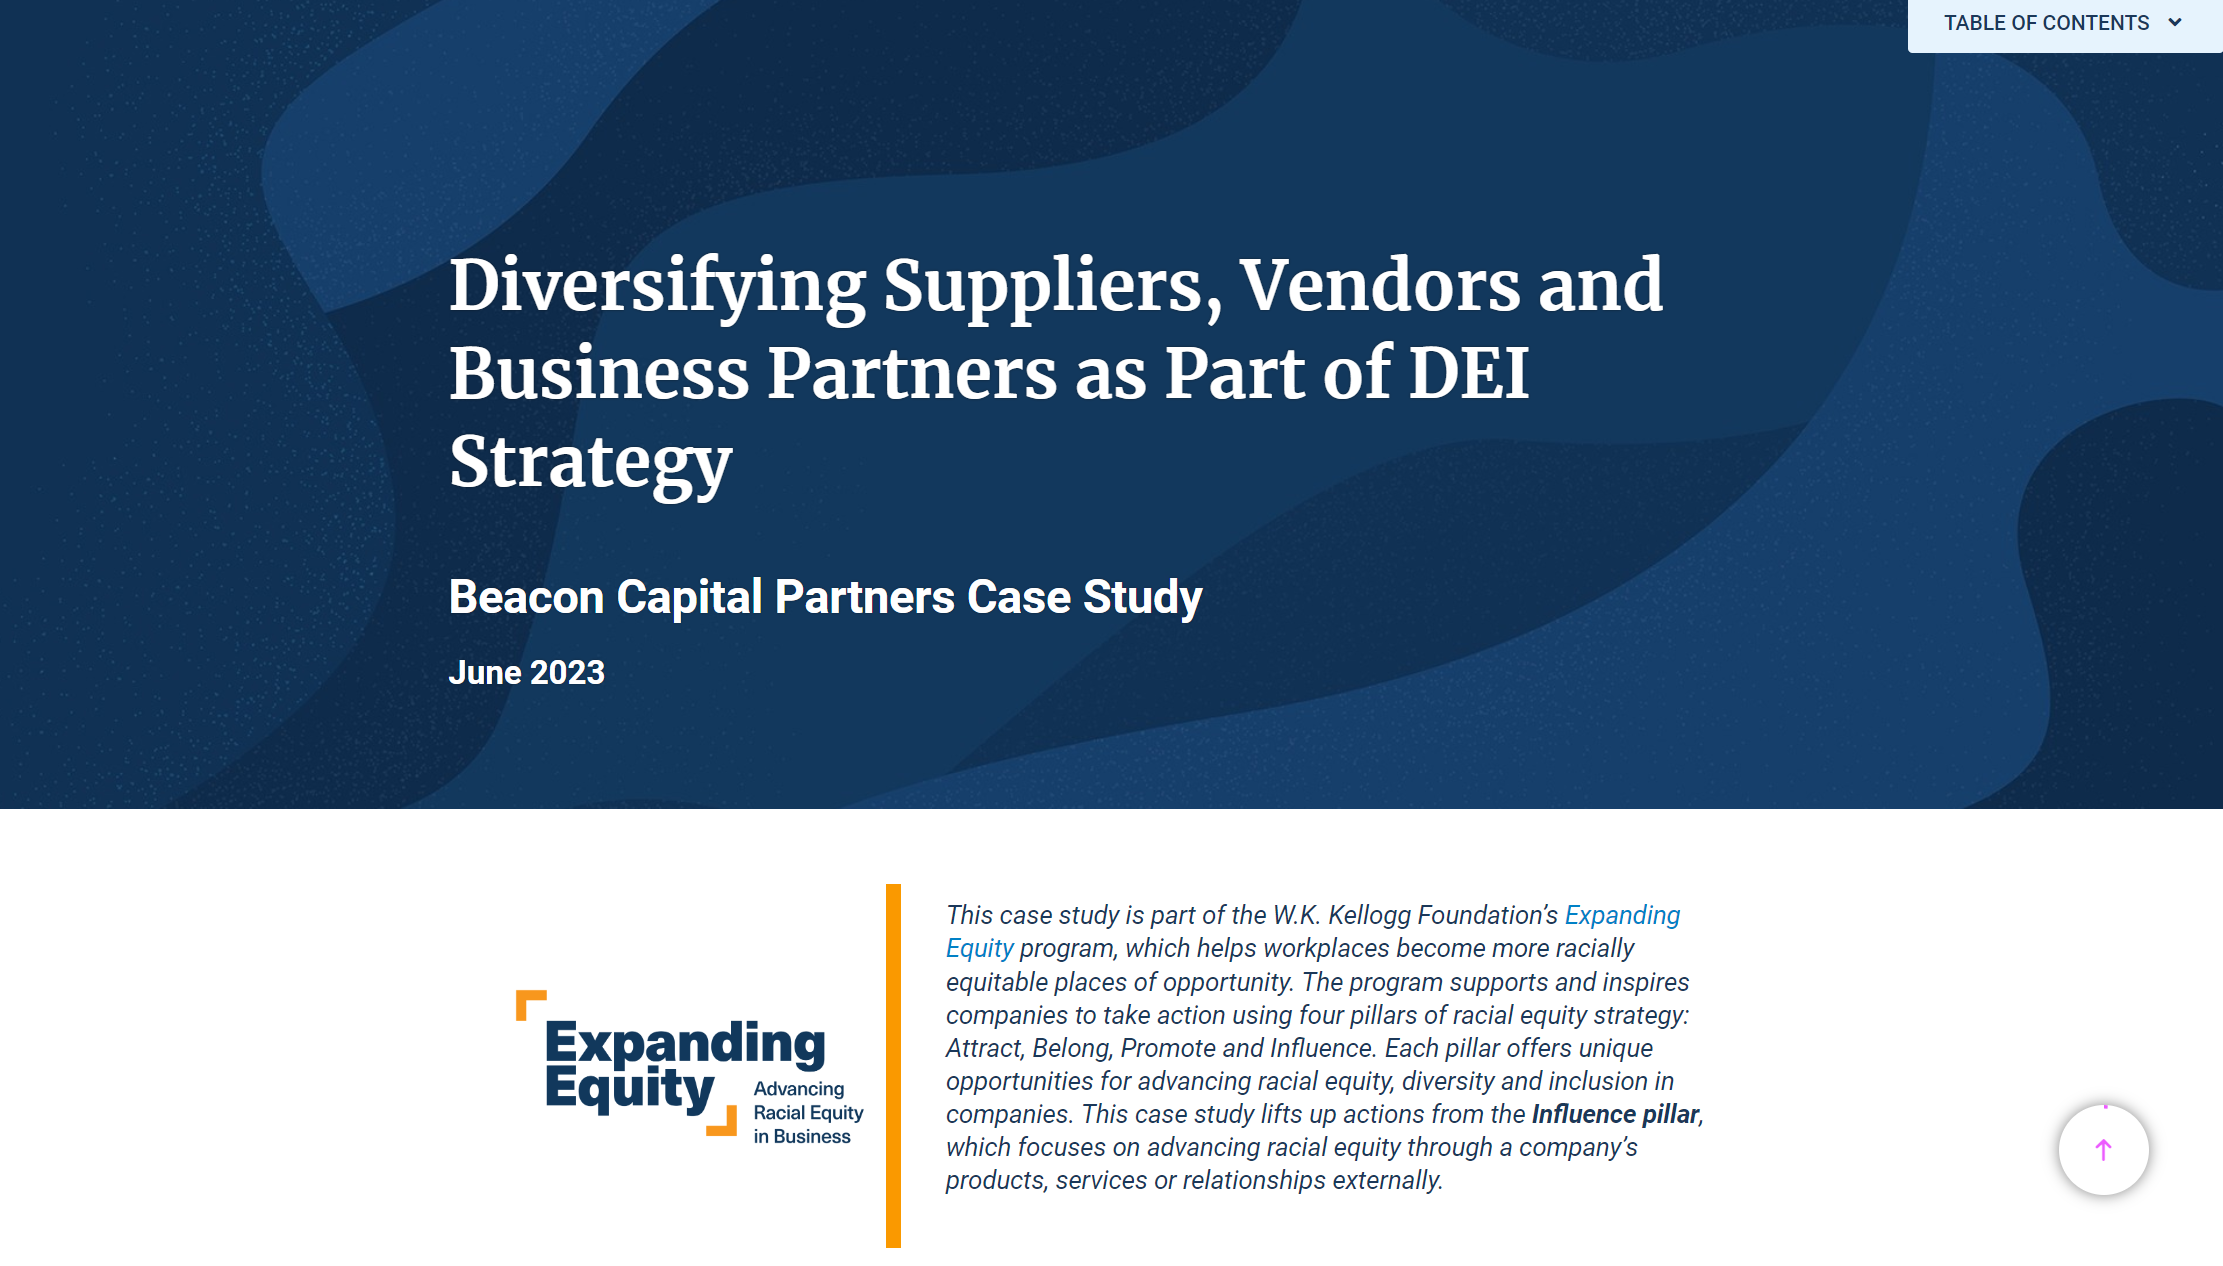 TABLE OF CONTENTS
Diversifying Suppliers, Vendors and
Business Partners as Part of DEI
Strategy
Beacon Capital Partners Case Study
June 2023
Expanding
Equity
Advancing
Racial Equity
in Business
This case study is part of the W.K. Kellogg Foundation’s Expanding
Equity program, which helps workplaces become more racially
equitable places of opportunity. The program supports and inspires
companies to take action using four pillars of racial equity strategy:
Attract, Belong, Promote and Influence. Each pillar offers unique
opportunities for advancing racial equity, diversity and inclusion in
companies. This case study lifts up actions from the Influence pillar,
which focuses on advancing racial equity through a company’s
products, services or relationships externally.